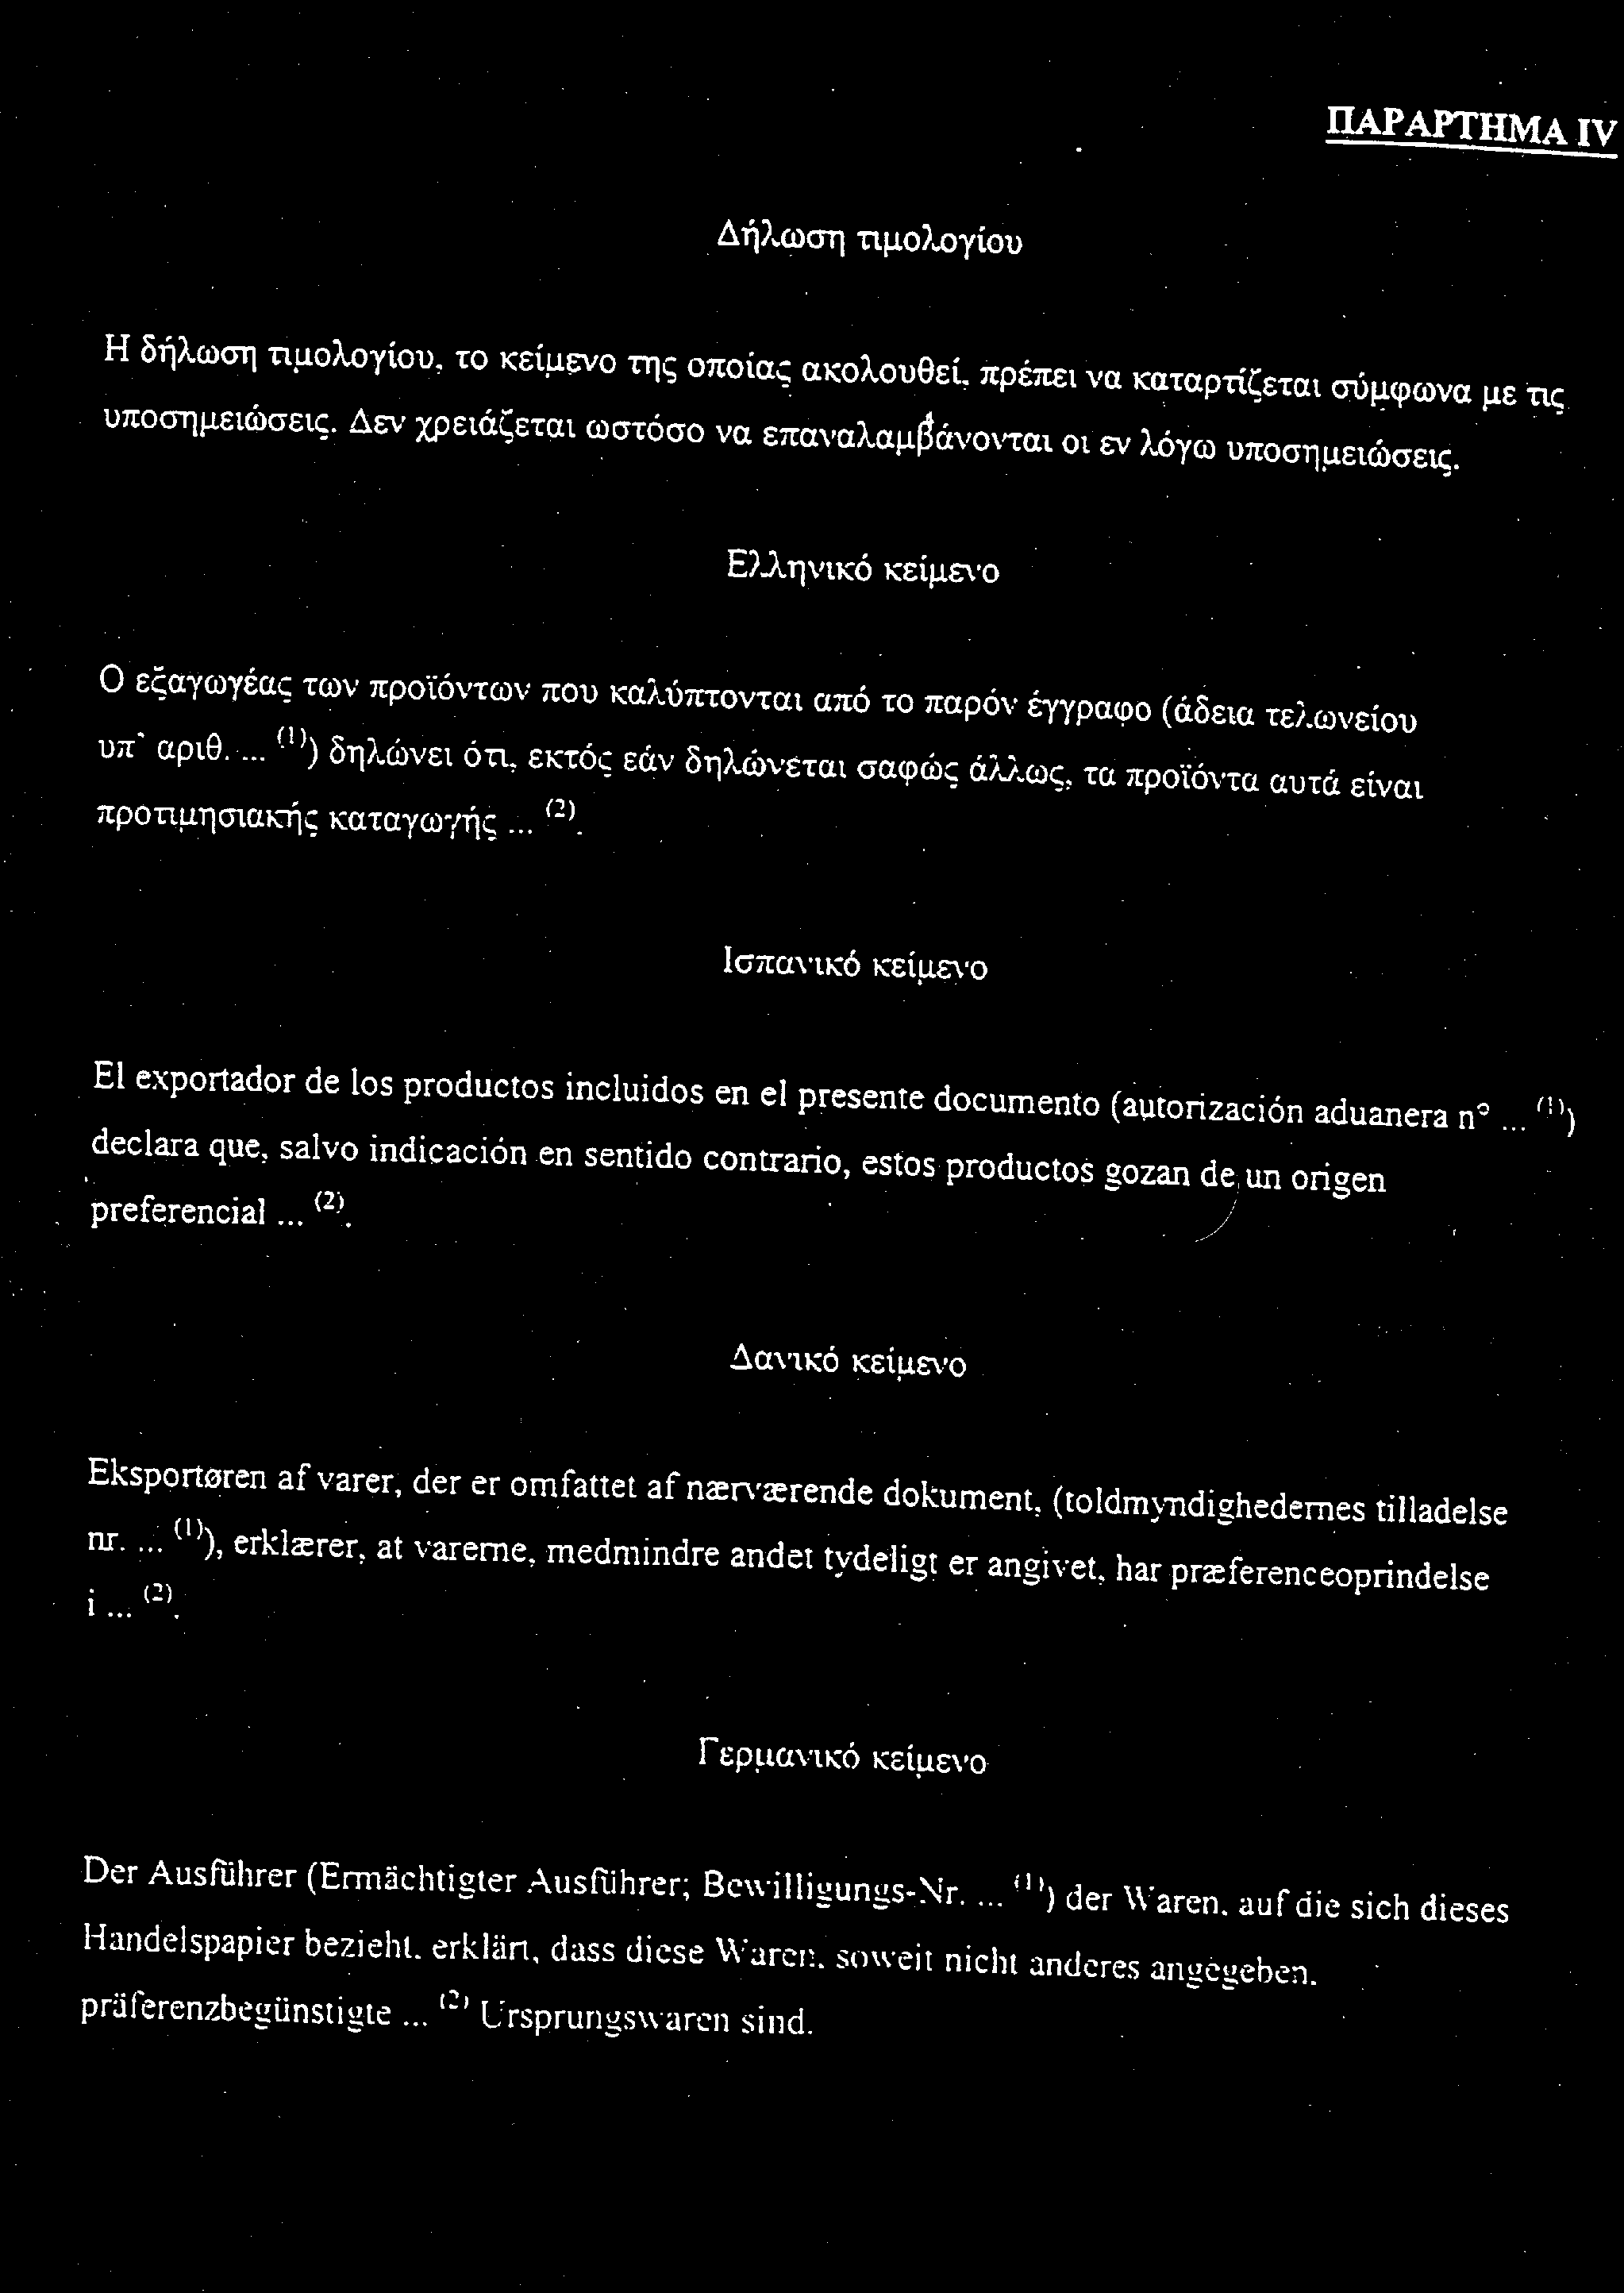 ΠΑΡΑΡΤΗΜΑ IV
Δήλωση τιμολογίου
Η δήλωση τιμολογίου, το κείμενο της οποίας ακολουθεί, πρέπει να καταρτίζεται σύμφωνα με τις
υποσημειώσεις. Δεν χρειάζεται ωστόσο να επαναλαμβάνονται οι εν λόγω υποσημειώσεις.
Ελληνικό κείμενο
Ο εξαγωγέας των προϊόντων που καλύπτονται από το παρόν έγγραφο (άδεια τελωνείου
υπ' αριθ. ... (1)) δηλώνει ότι, εκτός εάν δηλώνεται σαφώς άλλως, τα προϊόντα αυτά είναι
προτιμησιακής καταγωγής ... (2).
Ισπανικό κείμενο
El exportador de los productos incluidos en el presente documento (autorización aduanera n° ... (1))
declara que, salvo indicación en sentido contrario, estos productos gozan de un origen
preferencial ... (2).
Δανικό κείμενο
Eksportøren af varer, der er omfattet af nærværende dokument, (toldmyndighedernes tilladelse
nr. ... (1)), erklærer, at varerne, medmindre andet tydeligt er angivet, har præferenceoprindelse
i ... (2).
Γερμανικό κείμενο
Der Ausführer (Ermächtigter Ausführer; Bewilligungs-Nr. ... (1)) der Waren, auf die sich dieses
Handelspapier bezieht, erklärt, dass diese Waren, soweit nicht anderes angegeben,
präferenzbegünstigte ... (2) Ursprungswaren sind.